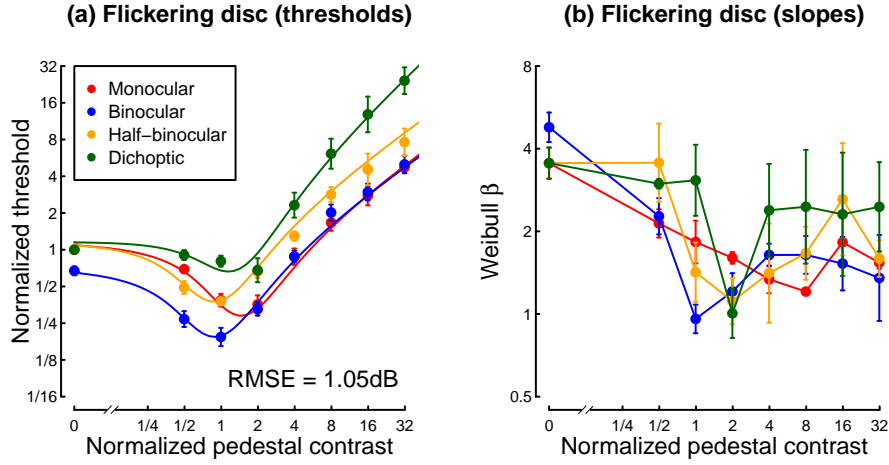 (a) Flickering disc (thresholds)
Normalized threshold
32
16
8
4
2
1
1/2
1/4
1/8
1/16
Monocular
Binocular
Half−binocular
Dichoptic
RMSE = 1.05dB
0 1/4 1/2 1 2 4 8 16 32
Normalized pedestal contrast
(b) Flickering disc (slopes)
Weibull β
8
4
2
1
0.5
0 1/4 1/2 1 2 4 8 16 32
Normalized pedestal contrast